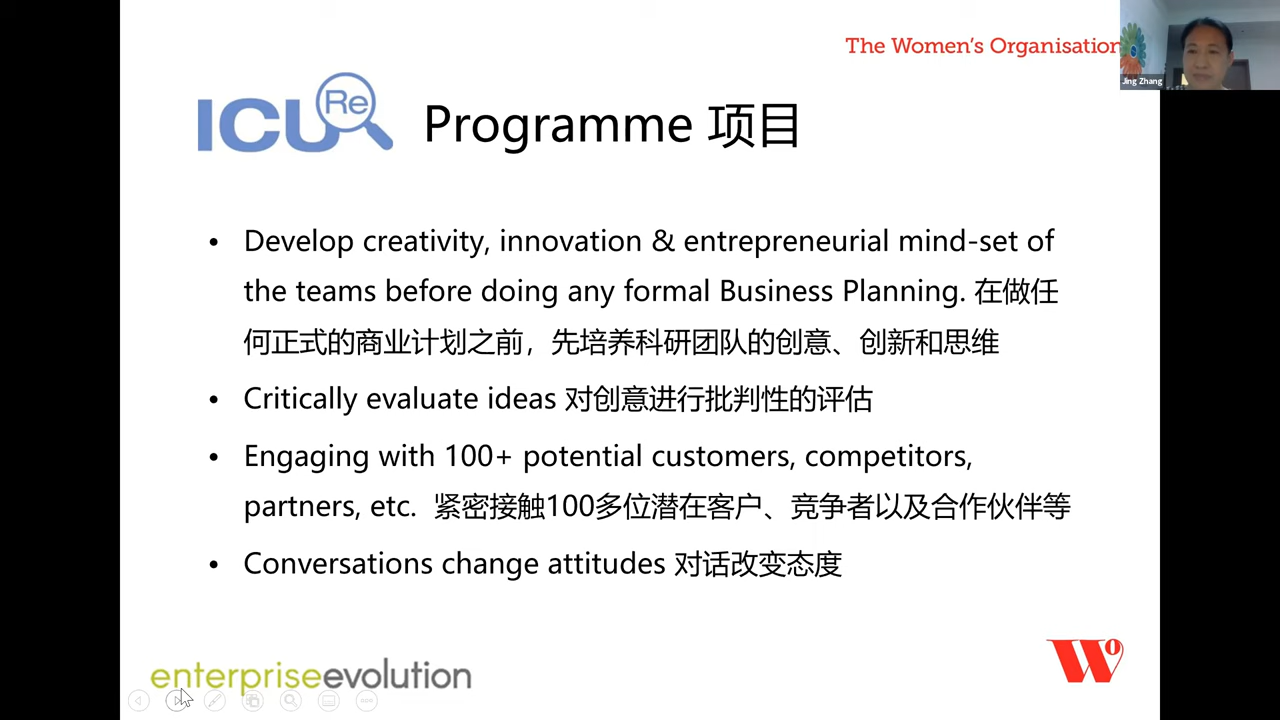 The Women's Organisation
Jing Zhang
ICU Re Programme 项目
• Develop creativity, innovation & entrepreneurial mind-set of
the teams before doing any formal Business Planning. 在做任
何正式的商业计划之前，先培养科研团队的创意、创新和思维
• Critically evaluate ideas 对创意进行批判性的评估
• Engaging with 100+ potential customers, competitors,
partners, etc. 紧密接触100多位潜在客户、竞争者以及合作伙伴等
• Conversations change attitudes 对话改变态度
enterpriseevolution
Wo